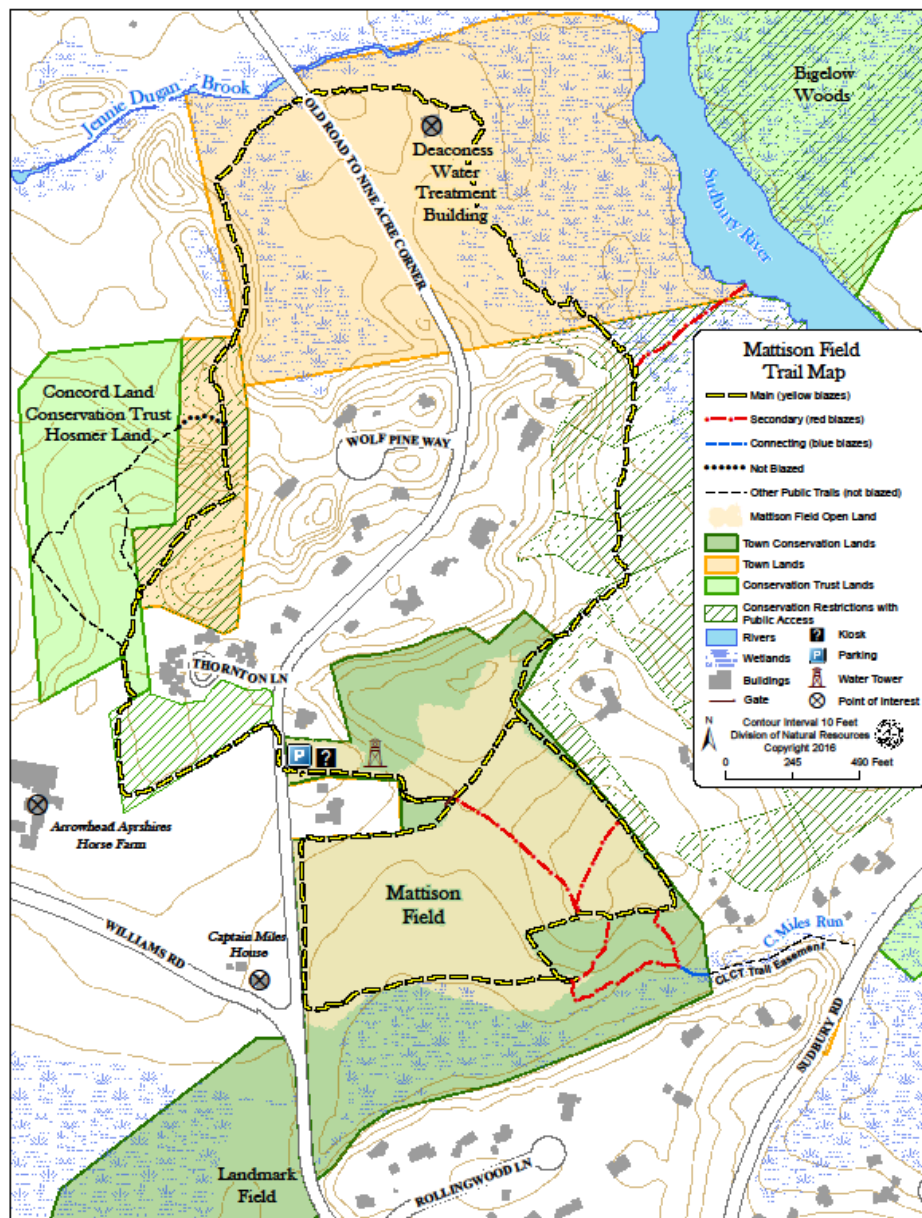 Bigelow
Woods
Jennie Dugan Brook
OLD ROAD TO NINE ACRE CORNER
Deaconess
Water
Treatment
Building
Sudbury River
Concord Land
Conservation Trust
Hosmer Land
WOLF PINE WAY
Mattison Field
Trail Map
Main (yellow blazes)
Secondary (red blazes)
Connecting (blue blazes)
Not Blazed
Other Public Trails (not blazed)
Mattison Field Open Land
Town Conservation Lands
Town Lands
Conservation Trust Lands
Conservation Restrictions with
Public Access
Rivers
? Kiosk
Wetlands
P Parking
Buildings
Water Tower
Gate
Point of Interest
N
Contour Interval 10 Feet
Division of Natural Resources
Copyright 2016
0 245 490 Feet
THORNTON LN
P ?
Arrowhead Ayrshires
Horse Farm
Mattison
Field
WILLIAMS RD
Captain Miles
House
C. Miles Run
CLCT Trail Easement
SUDBURY RD
Landmark
Field
ROLLINGWOOD LN